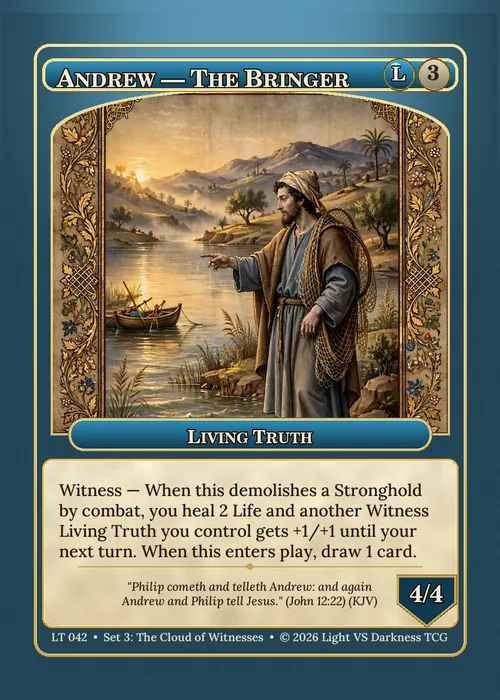 Andrew — The Bringer L 3
Living Truth
Witness — When this demolishes a Stronghold
by combat, you heal 2 Life and another Witness
Living Truth you control gets +1/+1 until your
next turn. When this enters play, draw 1 card.
"Philip cometh and telleth Andrew: and again
Andrew and Philip tell Jesus." (John 12:22) (KJV)
4/4
LT 042 • Set 3: The Cloud of Witnesses • © 2026 Light VS Darkness TCG